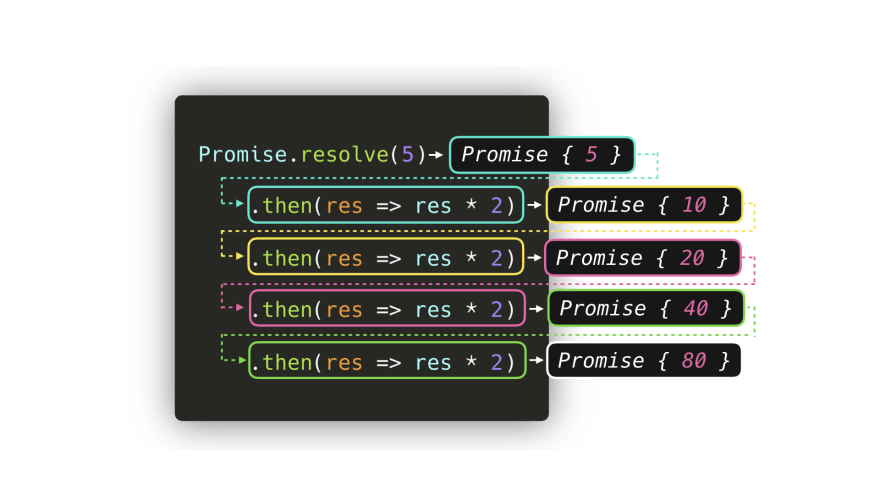 Promise.resolve(5) Promise { 5 }
.then(res => res * 2) Promise { 10 }
.then(res => res * 2) Promise { 20 }
.then(res => res * 2) Promise { 40 }
.then(res => res * 2) Promise { 80 }